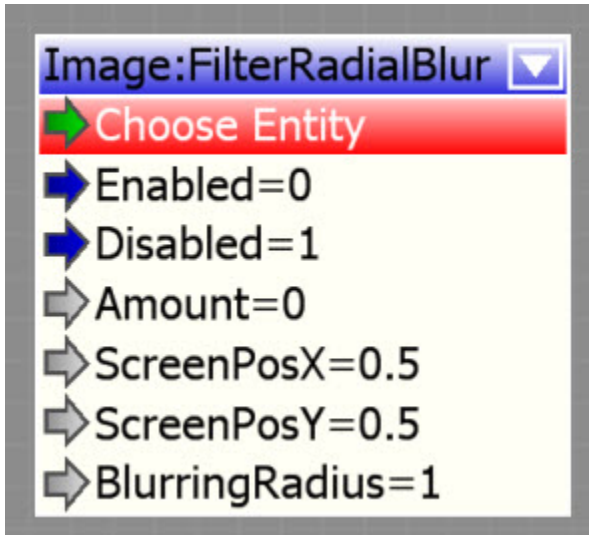 Image:FilterRadialBlur
Choose Entity
Enabled=0
Disabled=1
Amount=0
ScreenPosX=0.5
ScreenPosY=0.5
BlurringRadius=1